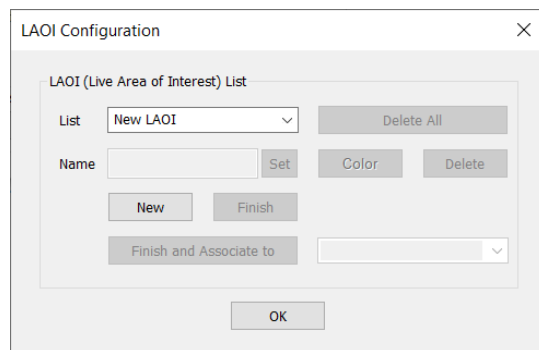 LAOI Configuration
LAOI (Live Area of Interest) List
List New LAOI Delete All
Name Set Color Delete
New Finish
Finish and Associate to
OK